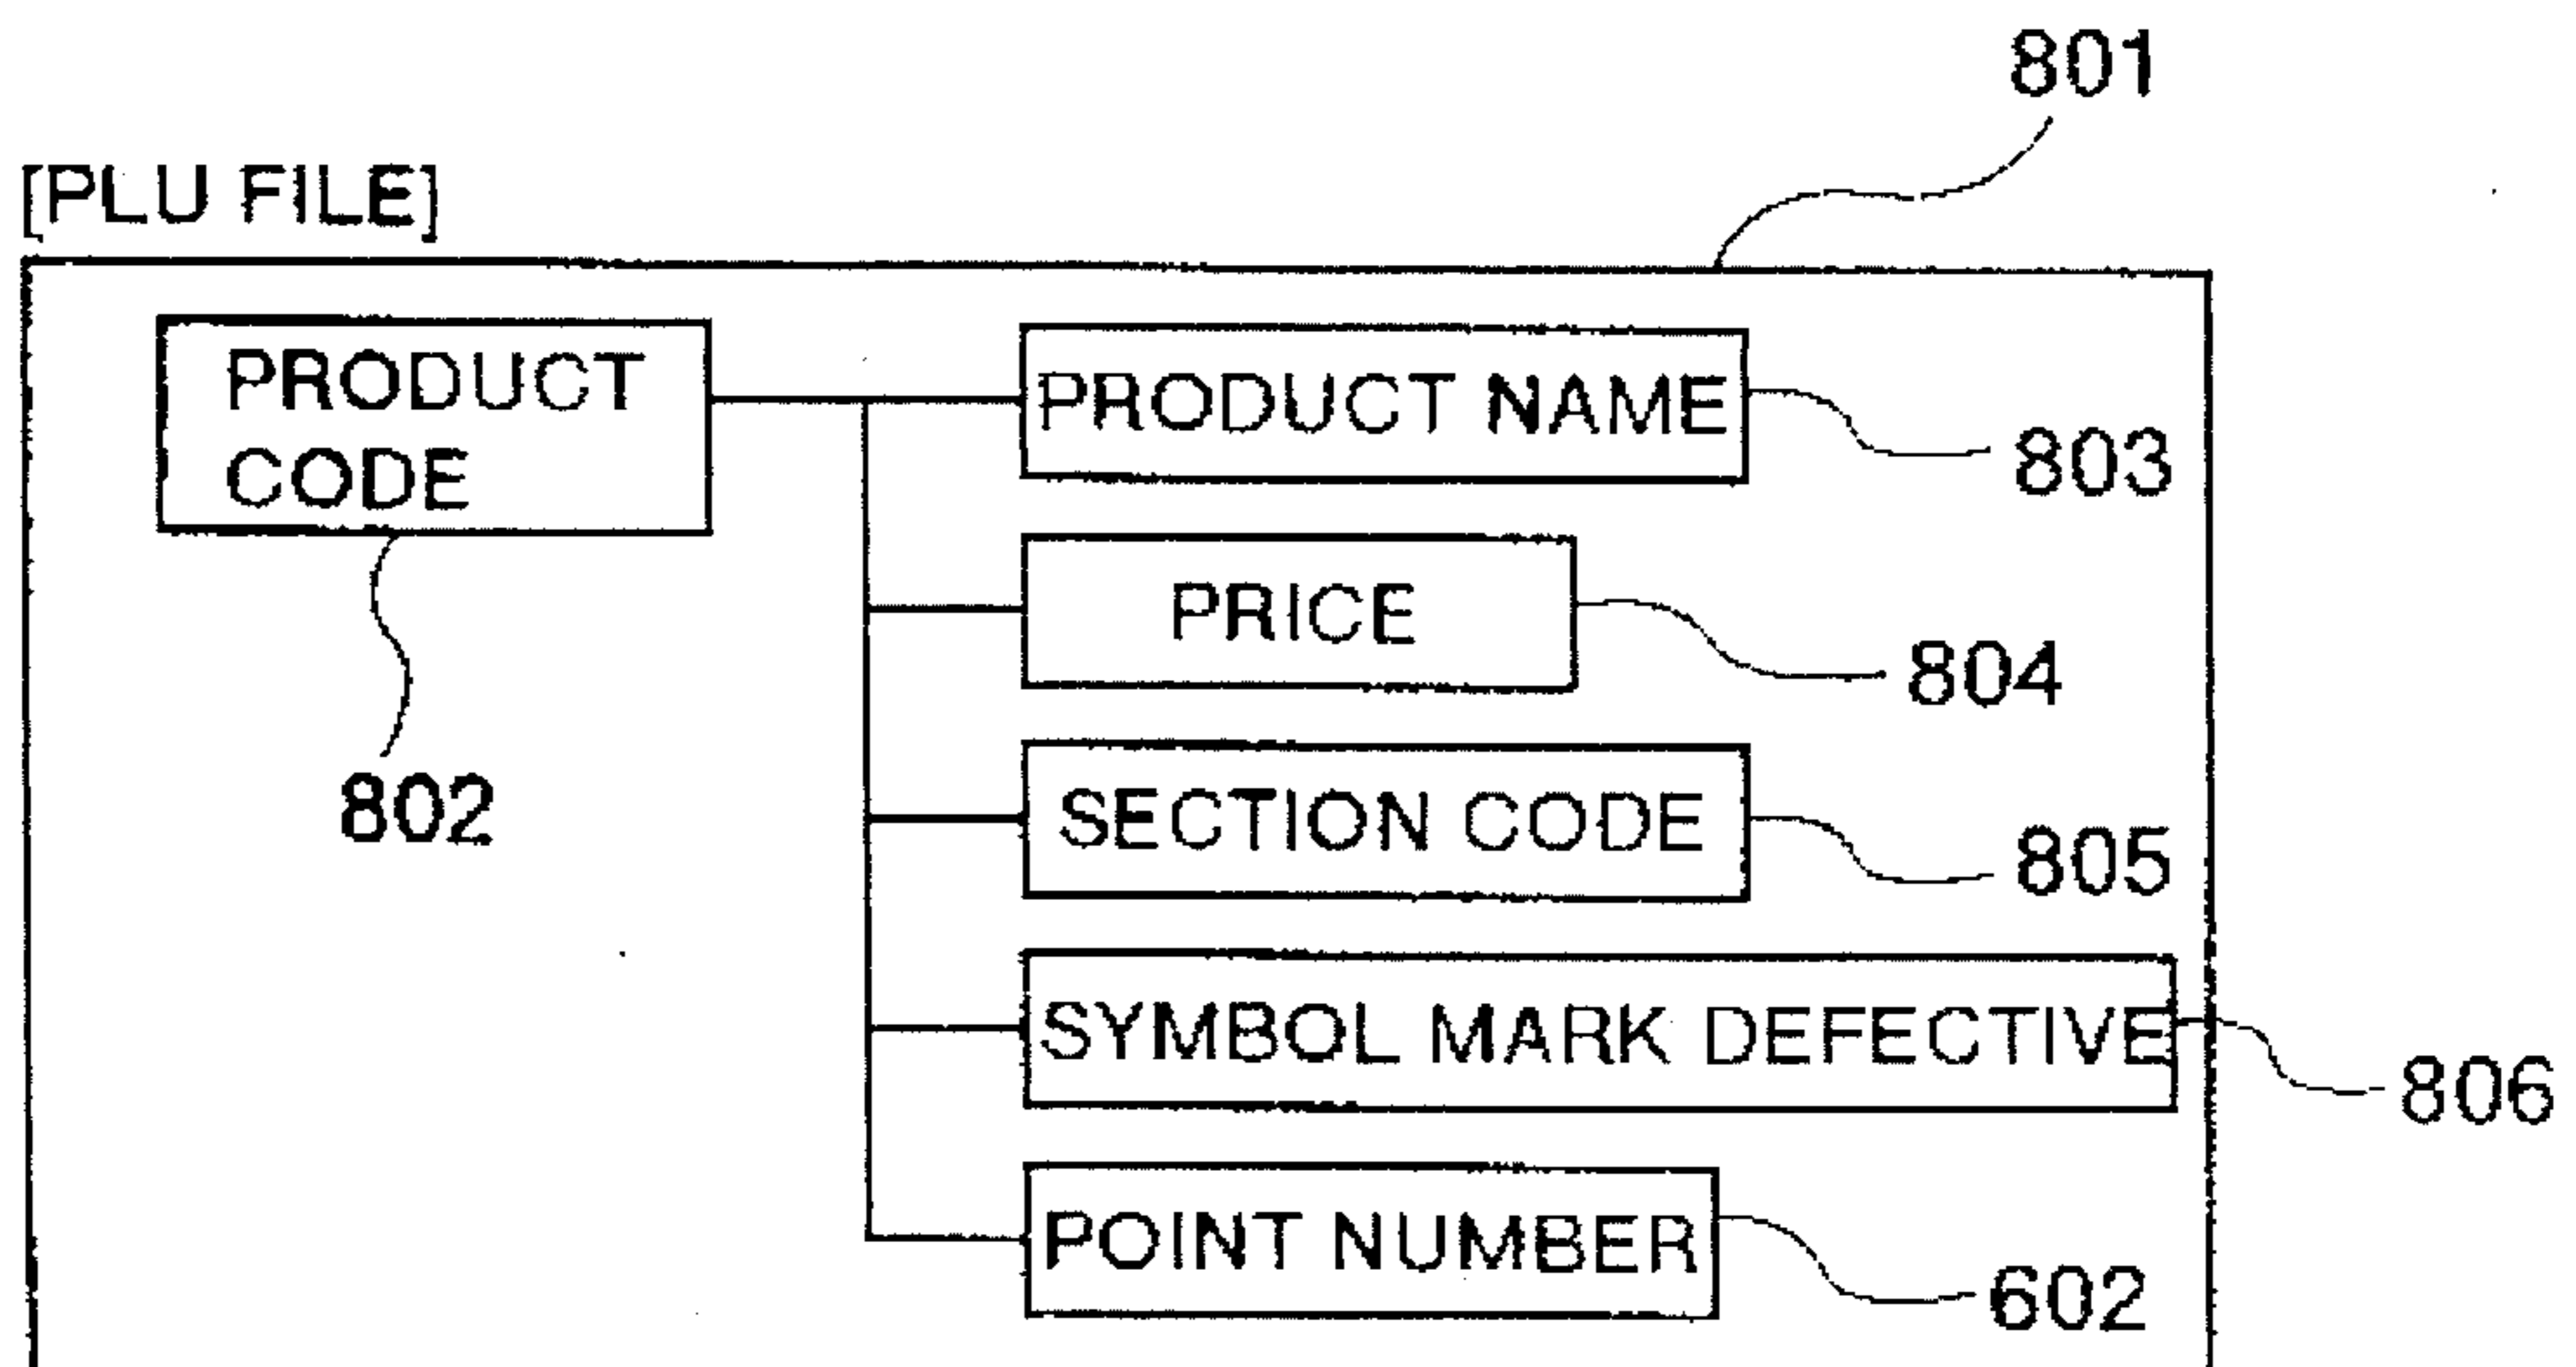 801
[PLU FILE]
PRODUCT
CODE
802
PRODUCT NAME
803
PRICE
804
SECTION CODE
805
SYMBOL MARK DEFECTIVE
806
POINT NUMBER
602